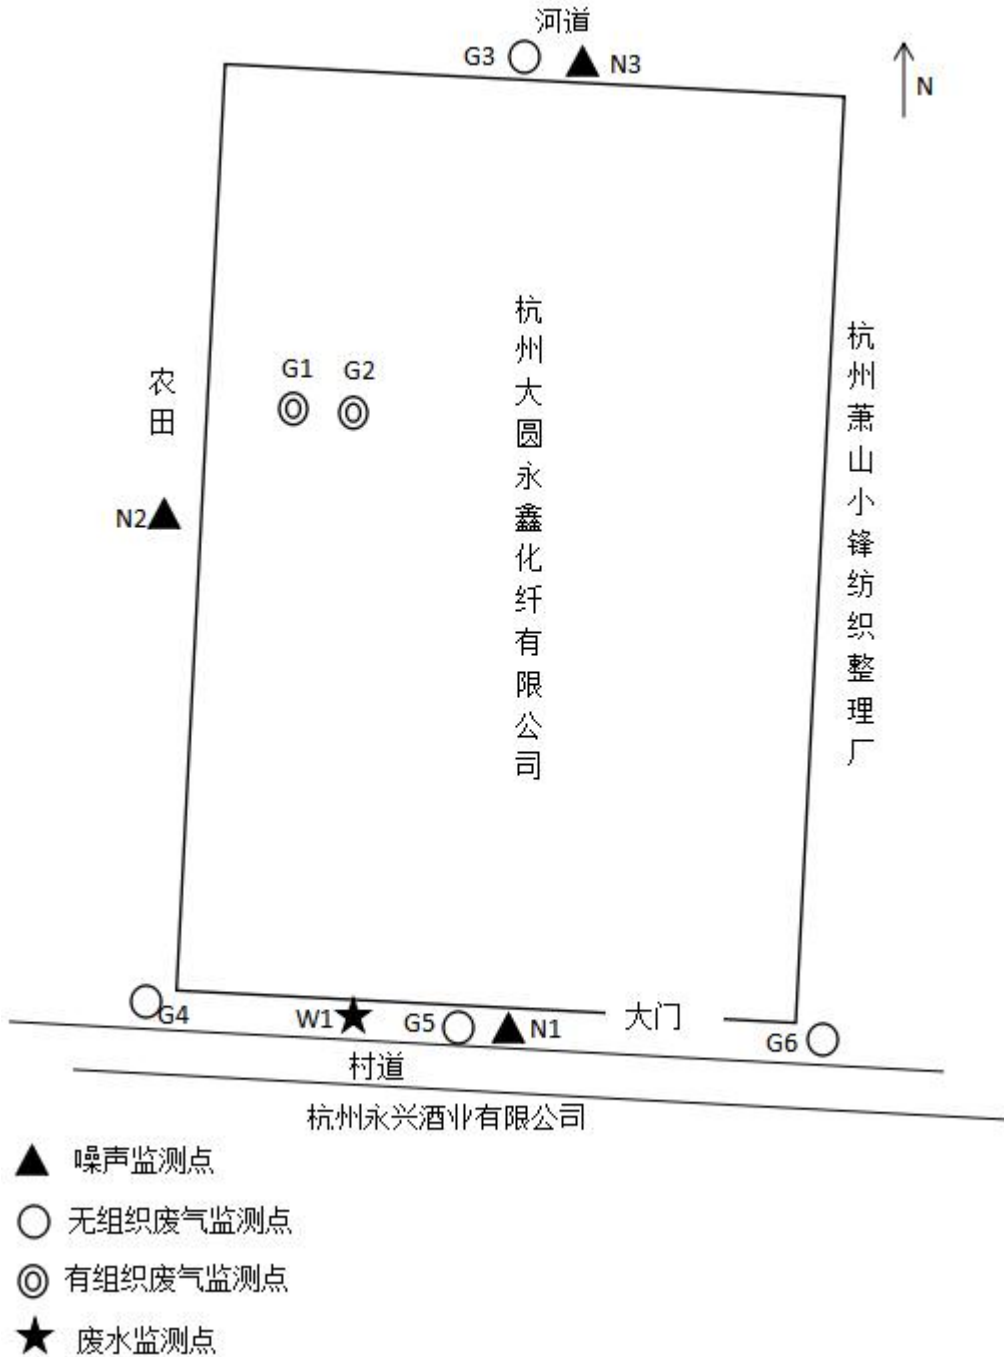 河道
G3
N3
N
杭州大圆永鑫化纤有限公司
杭州萧山小锋纺织整理厂
G1
G2
农田
N2
G4
W1
G5
N1
大门
G6
村道
杭州永兴酒业有限公司
噪声监测点
无组织废气监测点
有组织废气监测点
废水监测点